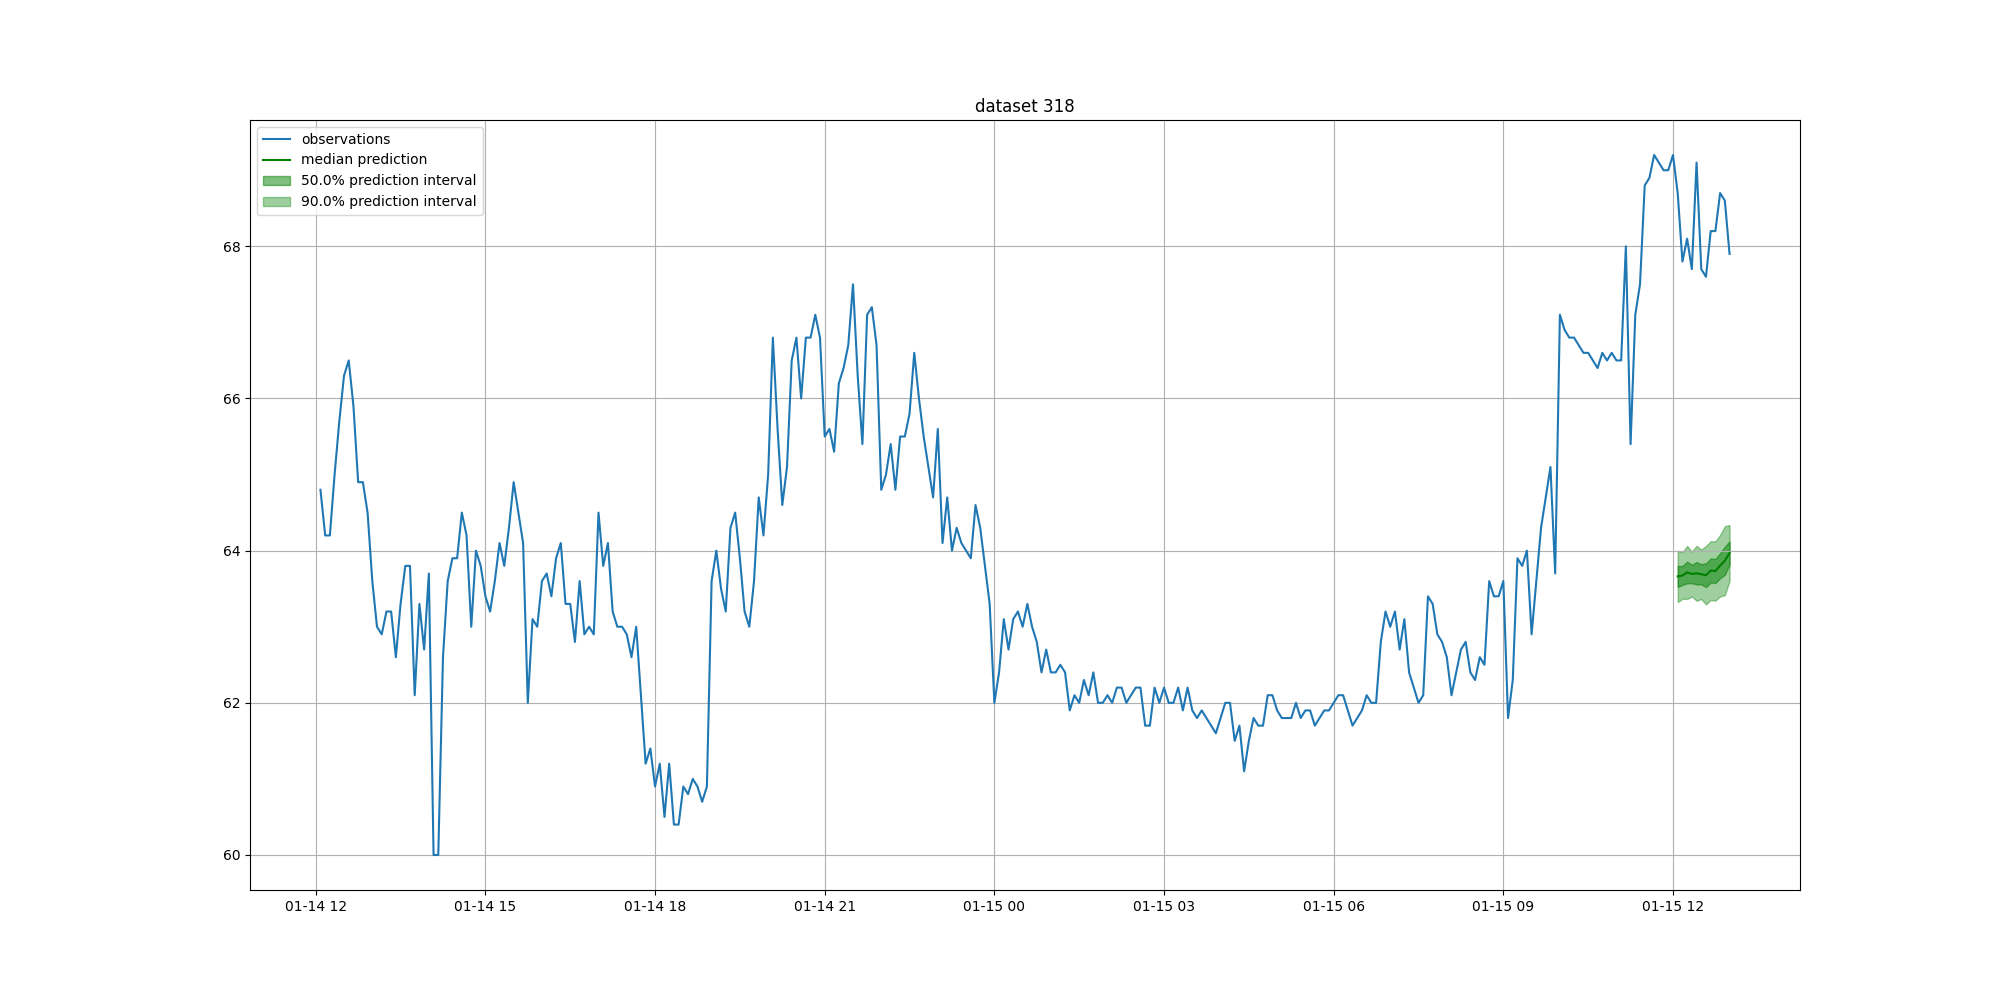 dataset 318
observations
median prediction
50.0% prediction interval
90.0% prediction interval
68
66
64
62
60
01-14 12
01-14 15
01-14 18
01-14 21
01-15 00
01-15 03
01-15 06
01-15 09
01-15 12